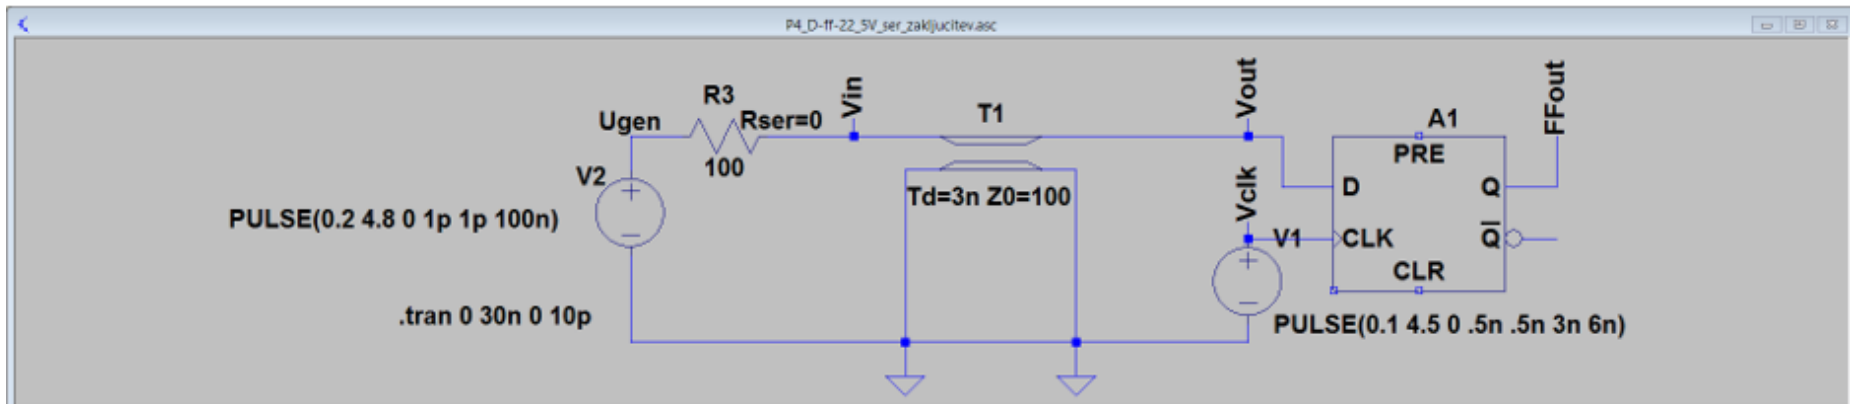 P4_D-ff-22_5V_ser_zakljucitev.asc
Ugen
R3
Rser=0
100
Vin
T1
Td=3n Z0=100
Vout
FFout
A1
PRE
D
Q
V2
PULSE(0.2 4.8 0 1p 1p 100n)
Vclk
V1
CLK
Q
CLR
.tran 0 30n 0 10p
PULSE(0.1 4.5 0 .5n .5n 3n 6n)